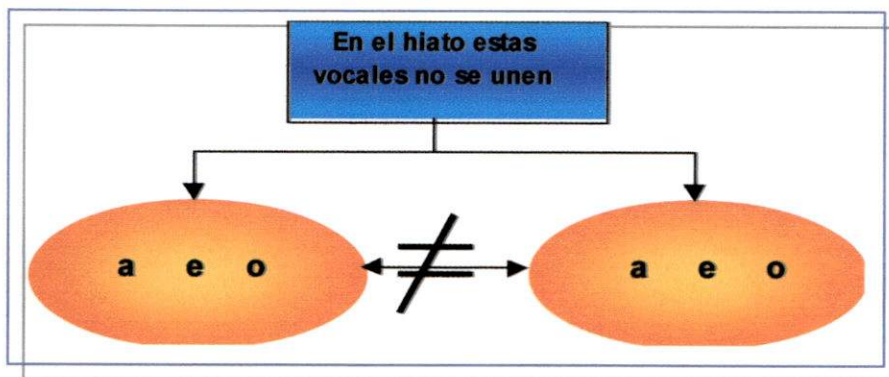 En el hiato estas
vocales no se unen
a e o
a e o